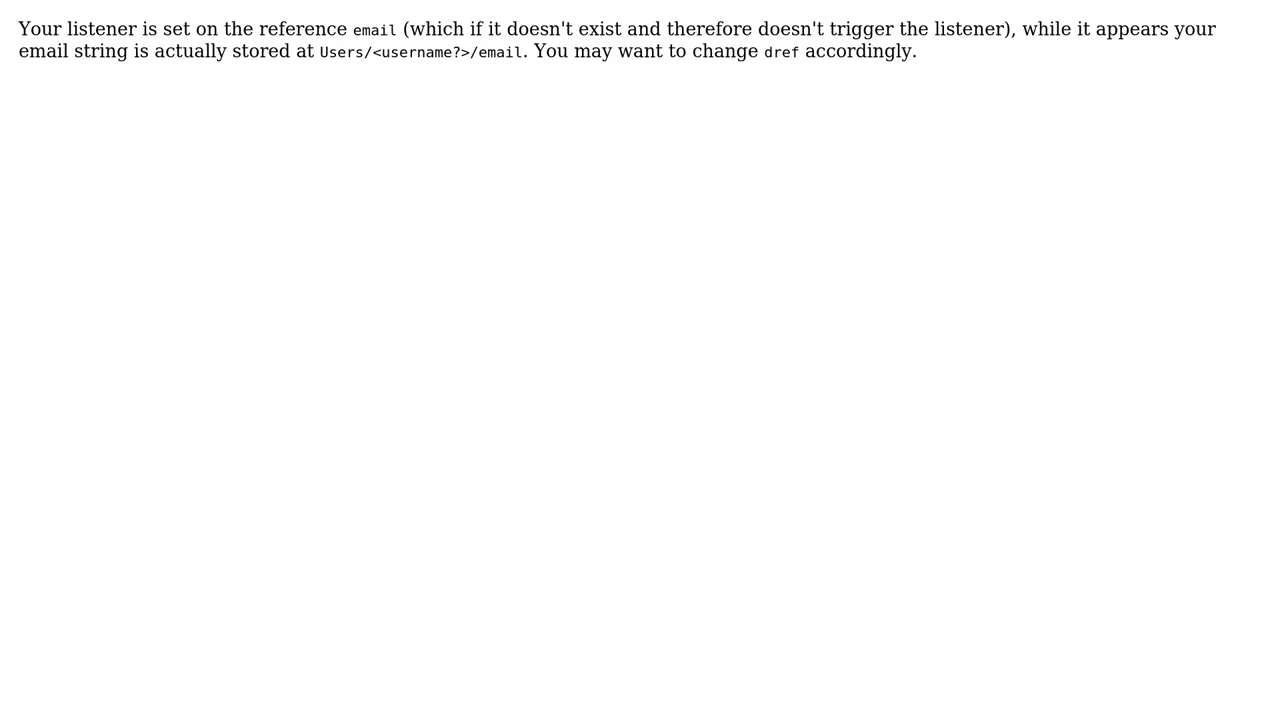 Your listener is set on the reference email (which if it doesn't exist and therefore doesn't trigger the listener), while it appears your
email string is actually stored at Users/<username?>/email. You may want to change dref accordingly.